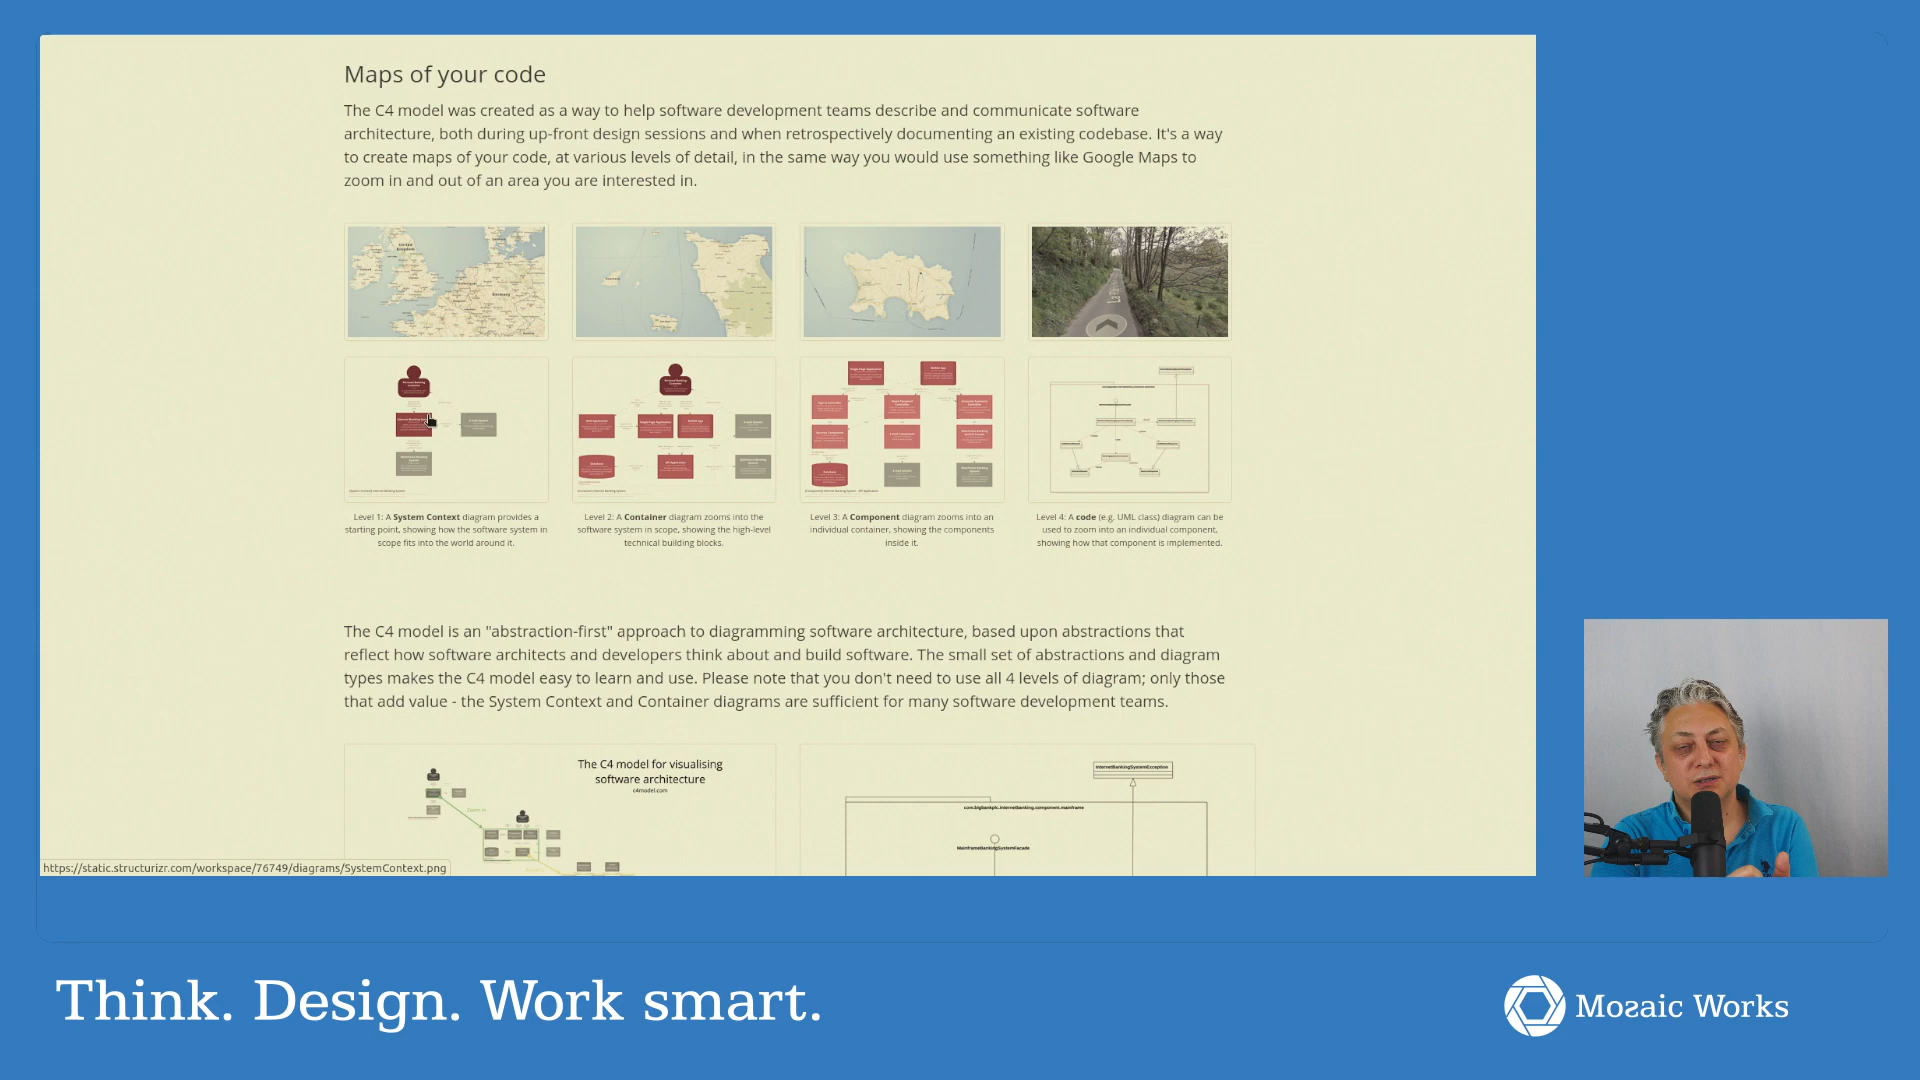 Maps of your code
The C4 model was created as a way to help software development teams describe and communicate software
architecture, both during up-front design sessions and when retrospectively documenting an existing codebase. It's a way
to create maps of your code, at various levels of detail, in the same way you would use something like Google Maps to
zoom in and out of an area you are interested in.
Level 1: A System Context diagram provides a
starting point, showing how the software system in
scope fits into the world around it.
Level 2: A Container diagram zooms into the
software system in scope, showing the high-level
technical building blocks.
Level 3: A Component diagram zooms into an
individual container, showing the components
inside it.
Level 4: A code (e.g. UML class) diagram can be
used to zoom into an individual component,
showing how that component is implemented.
The C4 model is an "abstraction-first" approach to diagramming software architecture, based upon abstractions that
reflect how software architects and developers think about and build software. The small set of abstractions and diagram
types makes the C4 model easy to learn and use. Please note that you don't need to use all 4 levels of diagram; only those
that add value - the System Context and Container diagrams are sufficient for many software development teams.
The C4 model for visualising
software architecture
c4model.com
InternetBankingSystemException
com.bigbankplc.internetbanking.component.mainframe
MainframeBankingSystemFacade
https://static.structurizr.com/workspace/76749/diagrams/SystemContext.png
Think. Design. Work smart.
Mozaic Works